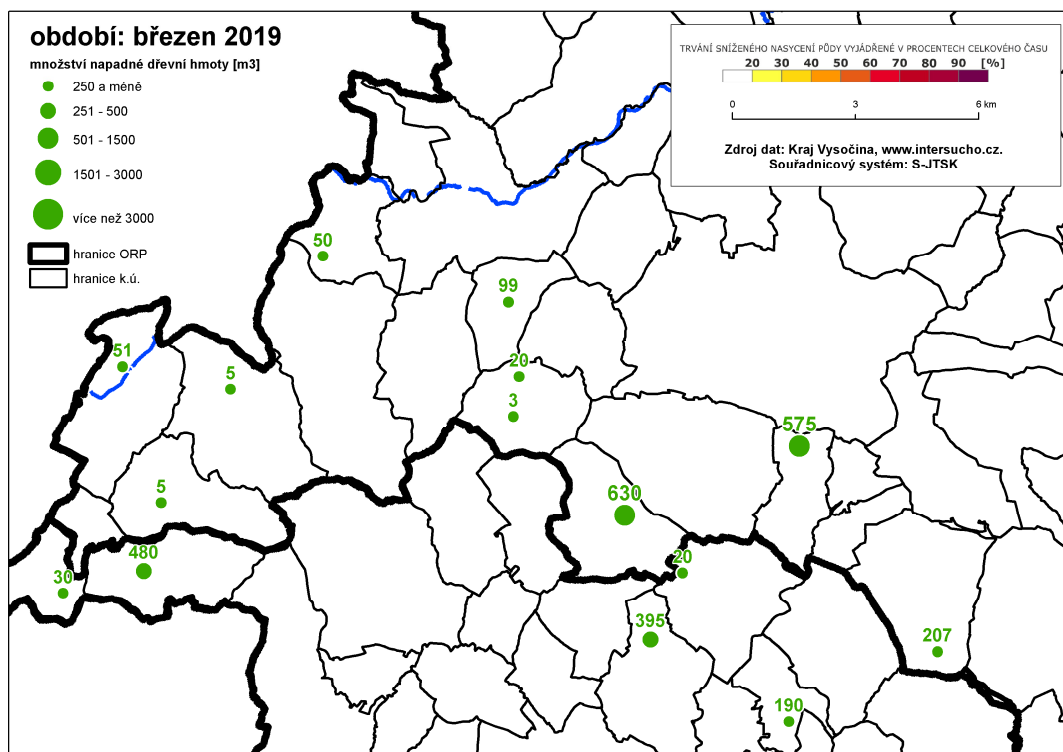 období: březen 2019
množství napadné dřevní hmoty [m3]
250 a méně
251 - 500
501 - 1500
1501 - 3000
více než 3000
hranice ORP
hranice k.ú.
TRVÁNÍ SNÍŽENÉHO NASYCENÍ PŮDY VYJÁDŘENÉ V PROCENTECH CELKOVÉHO ČASU
20 30 40 50 60 70 80 90 [%]
0 3 6 km
Zdroj dat: Kraj Vysočina, www.intersucho.cz.
Souřadnicový systém: S-JTSK
50
99
51
20
5
3
575
5
630
480
20
30
395
207
190